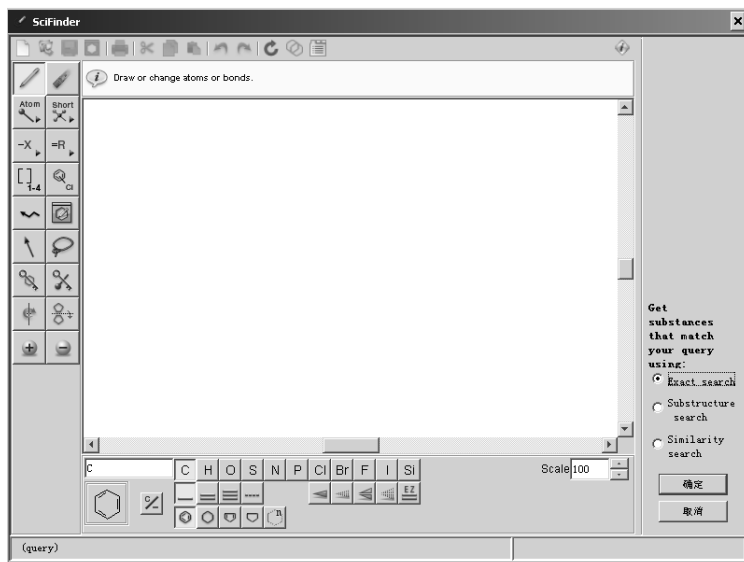 SciFinder
Draw or change atoms or bonds.
Atom
Short
-X
=R
[ ]1-4
Cl
Get
substances
that match
your query
using:
Exact search
Substructure
search
Similarity
search
C
C H O S N P Cl Br F I Si
Scale 100
EZ
n
确定
取消
(query)